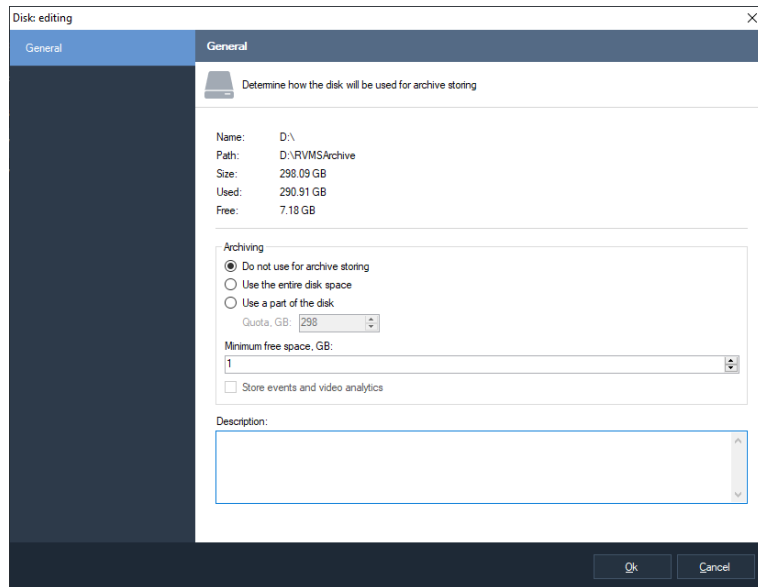 Disk: editing
General
General
Determine how the disk will be used for archive storing
Name: D:\
Path: D:\RVMSArchive
Size: 298.09 GB
Used: 290.91 GB
Free: 7.18 GB
Archiving
Do not use for archive storing
Use the entire disk space
Use a part of the disk
Quota, GB: 298
Minimum free space, GB:
1
Store events and video analytics
Description:
Ok Cancel